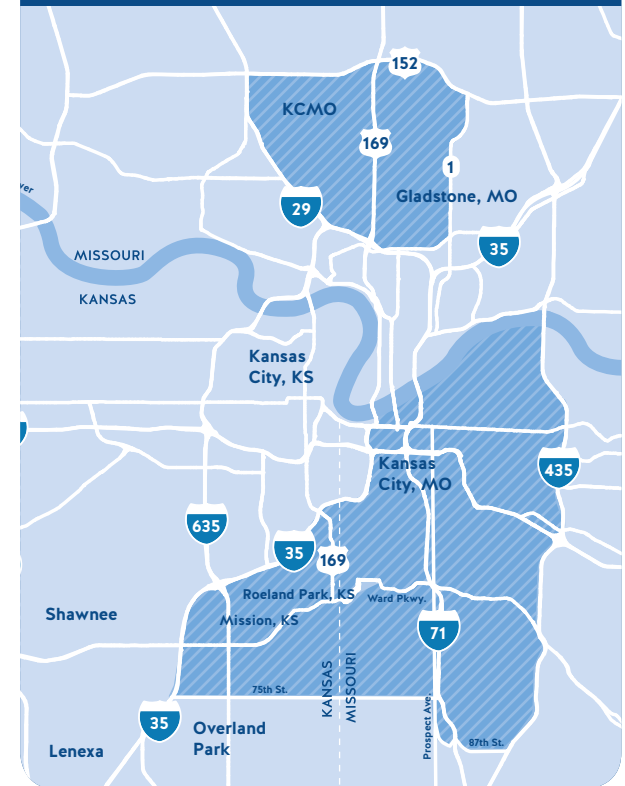 152
KCMO
169
1
Gladstone, MO
29
35
MISSOURI
KANSAS
Kansas
City, KS
Kansas
City, MO
435
635
35
169
Roeland Park, KS
Ward Pkwy.
Shawnee
Mission, KS
71
KANSAS
MISSOURI
75th St.
35
Overland
Park
Prospect Ave.
87th St.
Lenexa